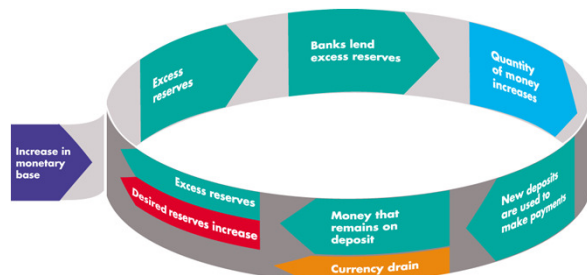 Increase in
monetary
base
Excess
reserves
Banks lend
excess reserves
Quantity
of money
increases
New deposits
are used to
make payments
Money that
remains on
deposit
Currency drain
Excess reserves
Desired reserves increase